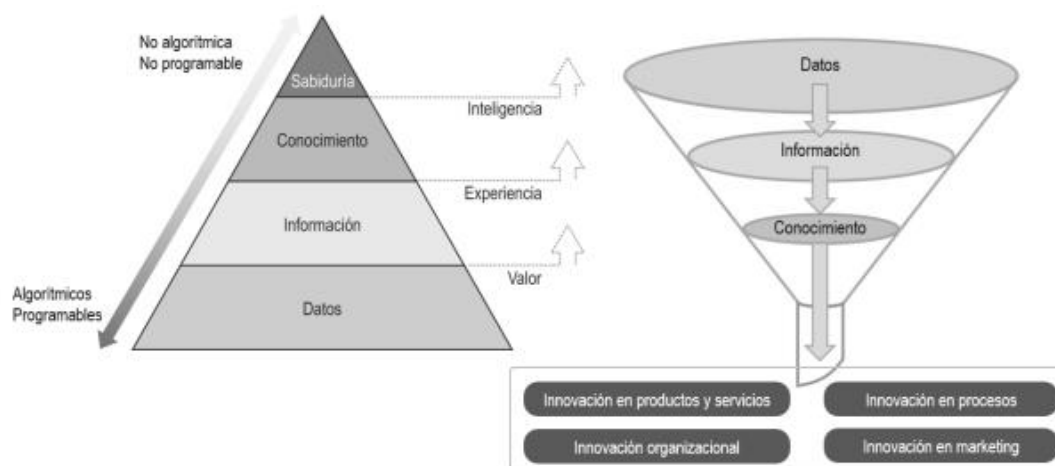 No algorítmica
No programable
Sabiduría
Inteligencia
Conocimiento
Experiencia
Información
Valor
Algorítmicos
Programables
Datos
Datos
Información
Conocimiento
Innovación en productos y servicios
Innovación en procesos
Innovación organizacional
Innovación en marketing